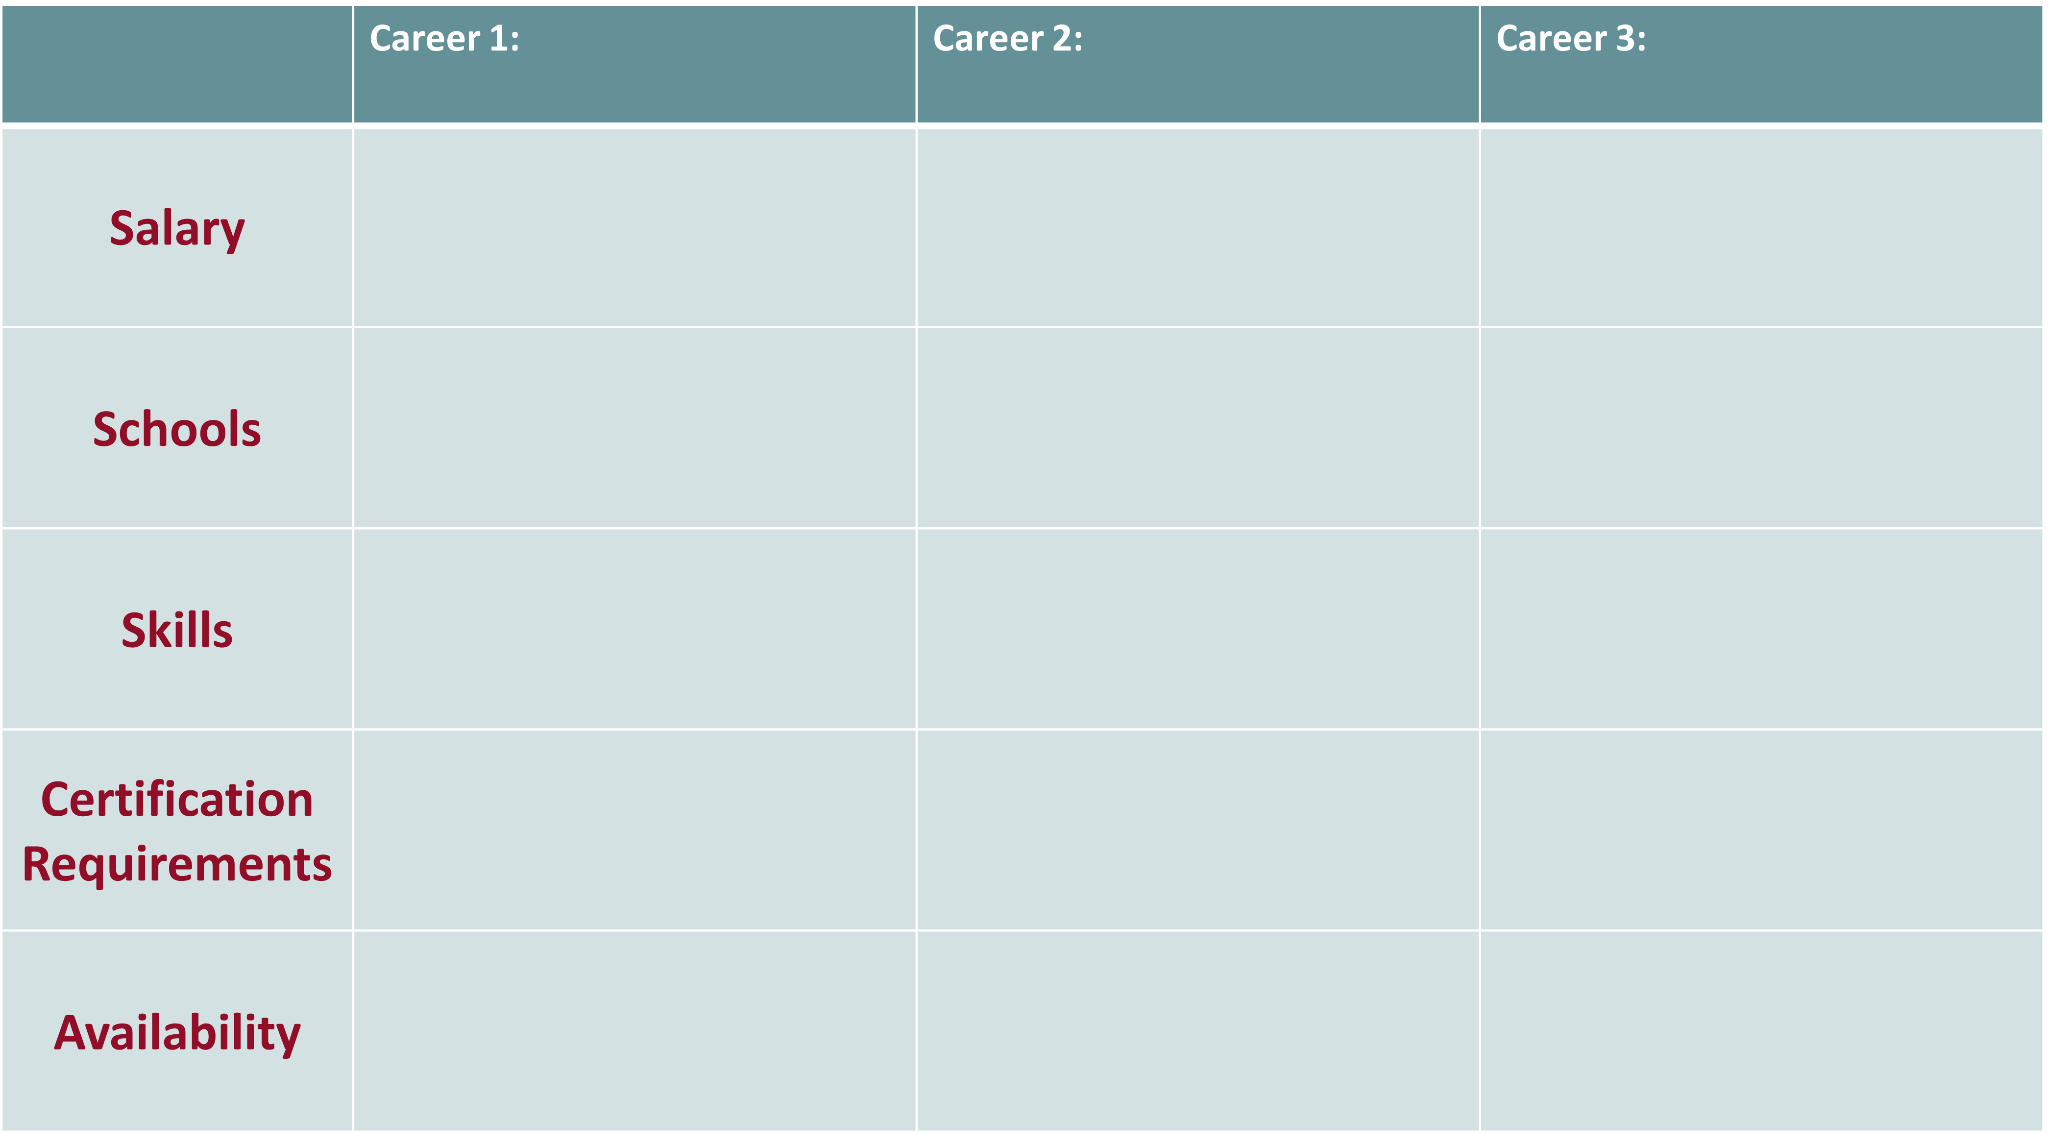 Career 1:
Career 2:
Career 3:
Salary
Schools
Skills
Certification
Requirements
Availability